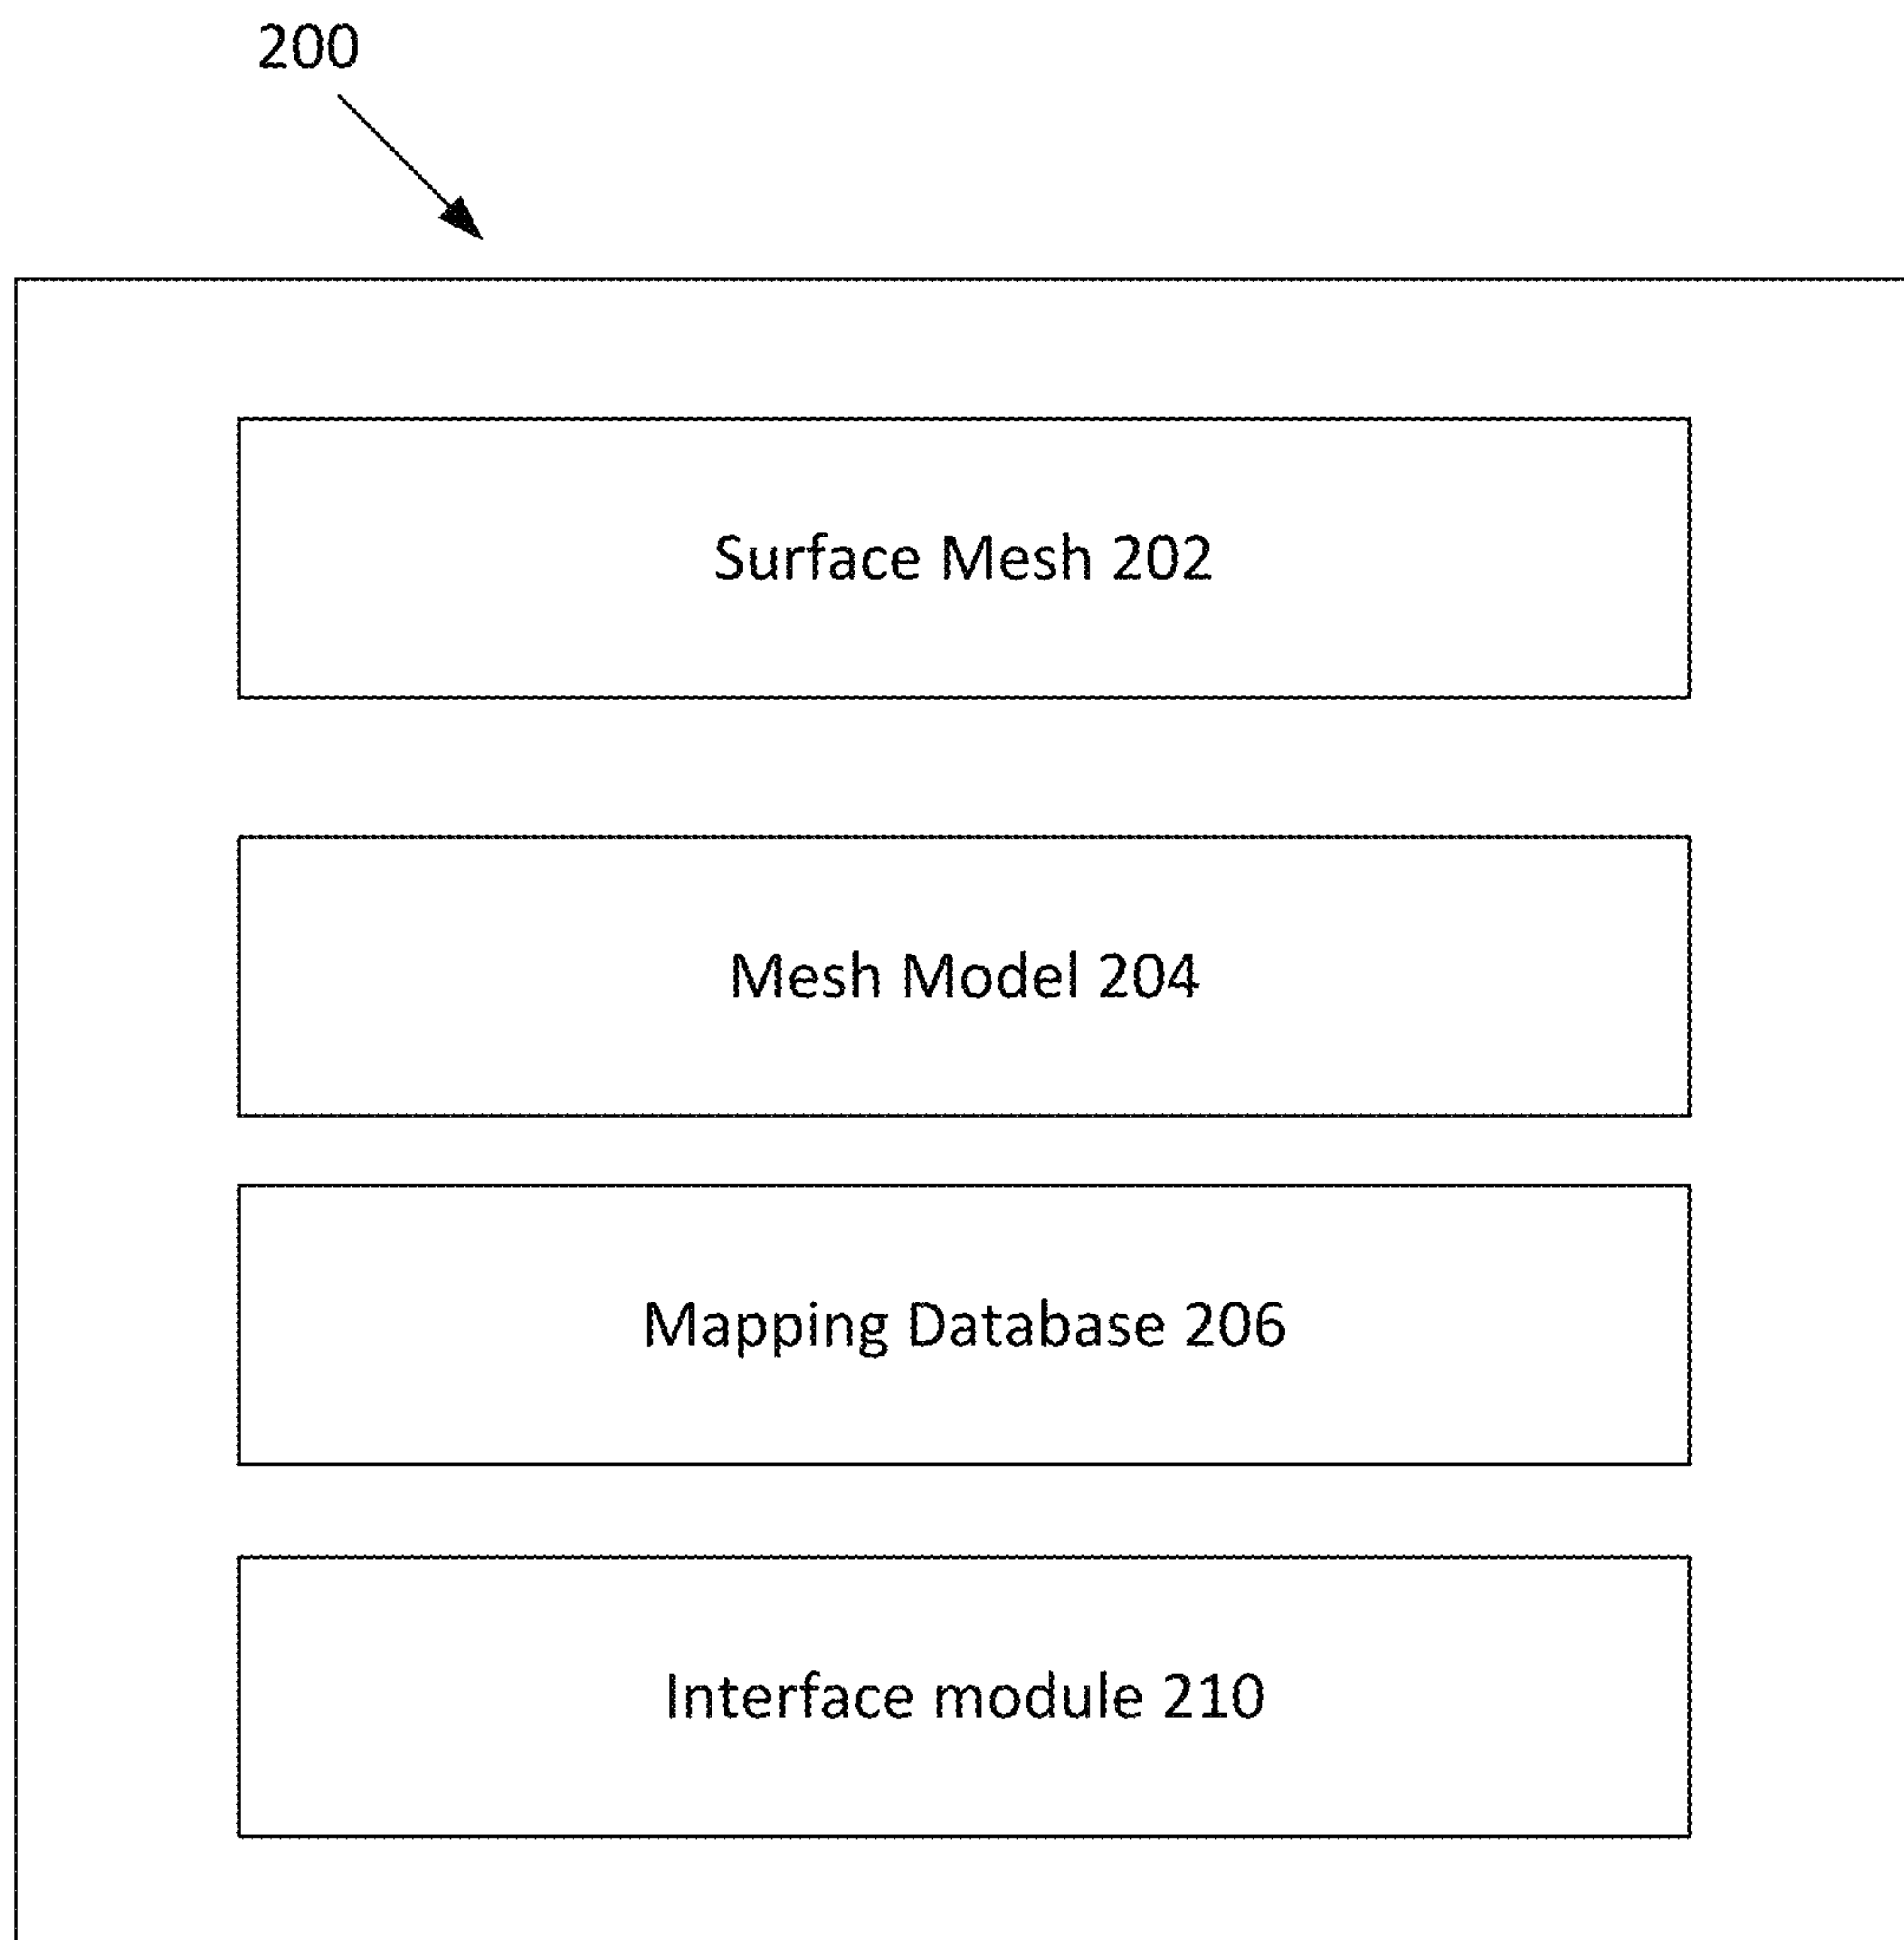 200
Surface Mesh 202
Mesh Model 204
Mapping Database 206
Interface module 210